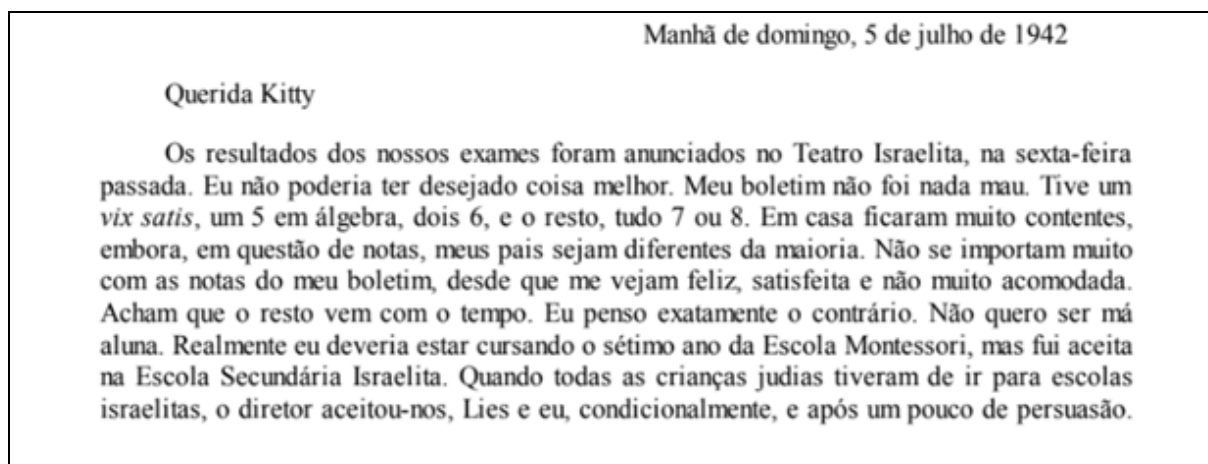 Manhã de domingo, 5 de julho de 1942
Querida Kitty
Os resultados dos nossos exames foram anunciados no Teatro Israelita, na sexta-feira
passada. Eu não poderia ter desejado coisa melhor. Meu boletim não foi nada mau. Tive um
vix satis, um 5 em álgebra, dois 6, e o resto, tudo 7 ou 8. Em casa ficaram muito contentes,
embora, em questão de notas, meus pais sejam diferentes da maioria. Não se importam muito
com as notas do meu boletim, desde que me vejam feliz, satisfeita e não muito acomodada.
Acham que o resto vem com o tempo. Eu penso exatamente o contrário. Não quero ser má
aluna. Realmente eu deveria estar cursando o sétimo ano da Escola Montessori, mas fui aceita
na Escola Secundária Israelita. Quando todas as crianças judias tiveram de ir para escolas
israelitas, o diretor aceitou-nos, Lies e eu, condicionalmente, e após um pouco de persuasão.